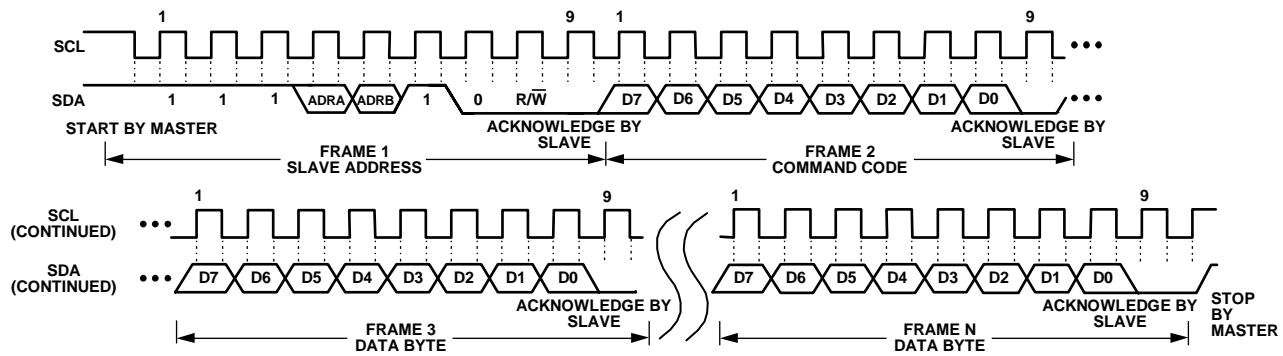 1 9 1 9
SCL
SDA 1 1 1 ADRA ADRB 1 0 R/W̅ D7 D6 D5 D4 D3 D2 D1 D0
START BY MASTER ACKNOWLEDGE BY SLAVE ACKNOWLEDGE BY SLAVE
FRAME 1 SLAVE ADDRESS FRAME 2 COMMAND CODE
1 9 1 9
SCL (CONTINUED)
SDA (CONTINUED) D7 D6 D5 D4 D3 D2 D1 D0 D7 D6 D5 D4 D3 D2 D1 D0
ACKNOWLEDGE BY SLAVE ACKNOWLEDGE BY SLAVE STOP BY MASTER
FRAME 3 DATA BYTE FRAME N DATA BYTE